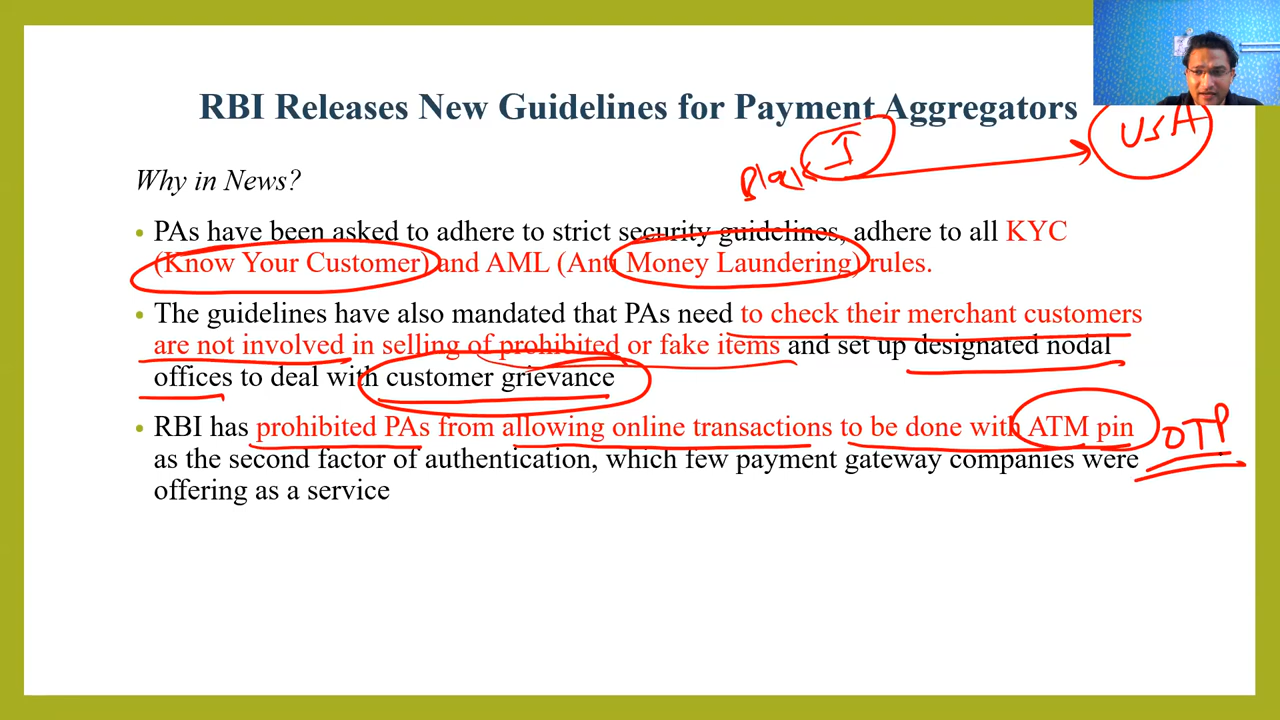 RBI Releases New Guidelines for Payment Aggregators
USA
I
Black
Why in News?
• PAs have been asked to adhere to strict security guidelines, adhere to all KYC
(Know Your Customer) and AML (Anti Money Laundering) rules.
• The guidelines have also mandated that PAs need to check their merchant customers
are not involved in selling of prohibited or fake items and set up designated nodal
offices to deal with customer grievance
• RBI has prohibited PAs from allowing online transactions to be done with ATM pin
OTP
as the second factor of authentication, which few payment gateway companies were
offering as a service